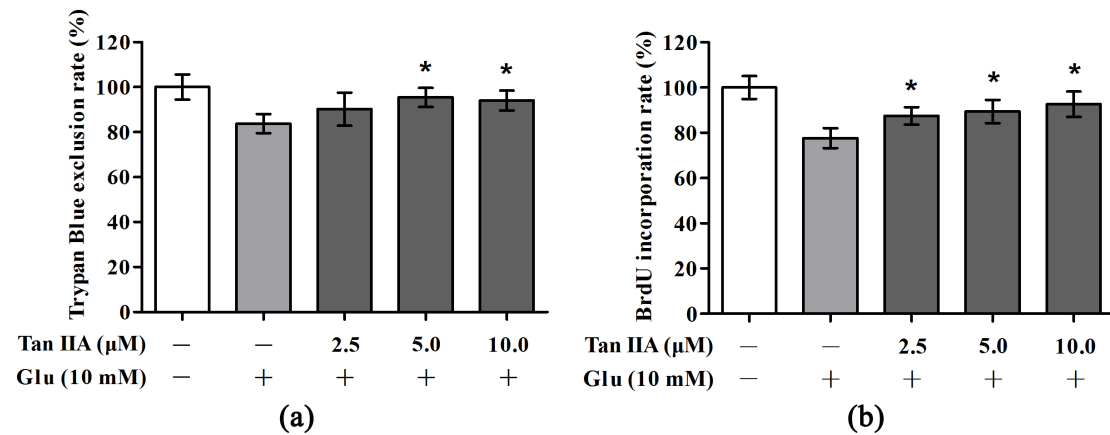 Trypan Blue exclusion rate (%)
120
100
80
60
40
20
0
* *
Tan IIA (μM) — — 2.5 5.0 10.0
Glu (10 mM) — + + + +
(a)
BrdU incorporation rate (%)
120
100
80
60
40
20
0
* * *
Tan IIA (μM) — — 2.5 5.0 10.0
Glu (10 mM) — + + + +
(b)